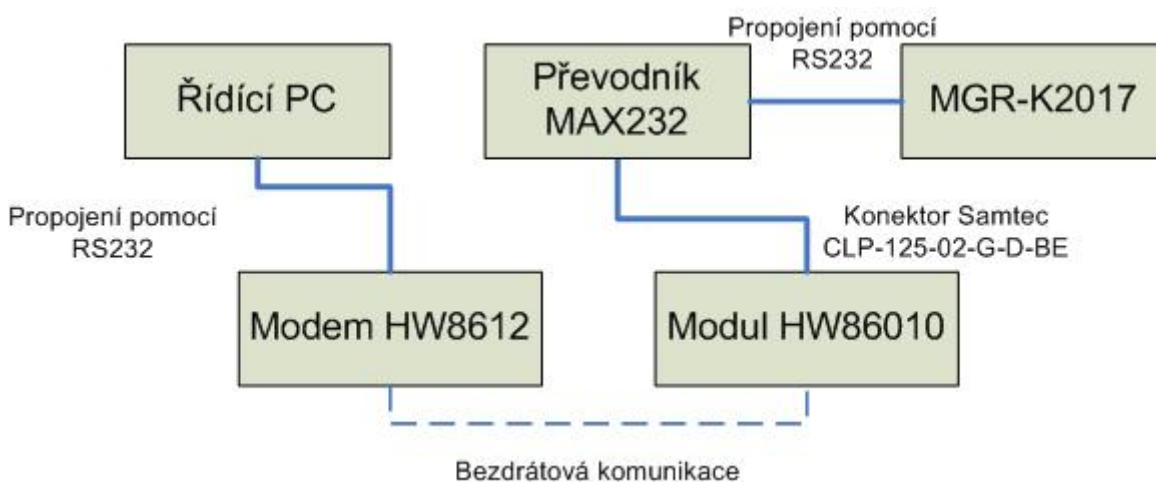 Řídící PC
Převodník
MAX232
Propojení pomocí
RS232
MGR-K2017
Propojení pomocí
RS232
Konektor Samtec
CLP-125-02-G-D-BE
Modem HW8612
Modul HW86010
Bezdrátová komunikace